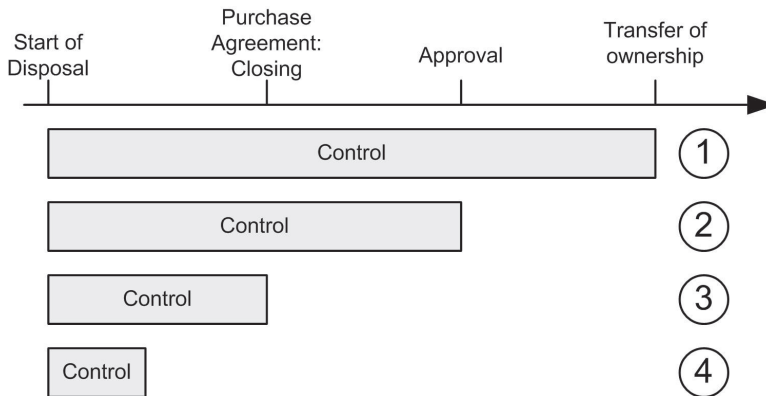 Start of
Disposal
Purchase
Agreement:
Closing
Approval
Transfer of
ownership
Control
1
Control
2
Control
3
Control
4